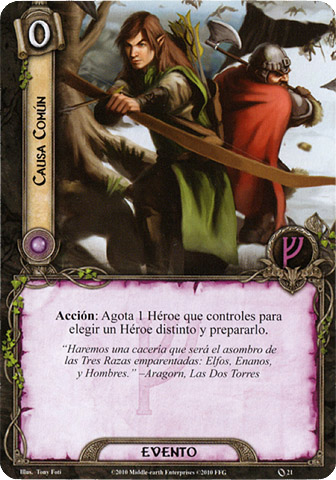 0
CAUSA COMÚN
Acción: Agota 1 Héroe que controles para
elegir un Héroe distinto y prepararlo.
“Haremos una cacería que será el asombro de
las Tres Razas emparentadas: Elfos, Enanos,
y Hombres.” –Aragorn, Las Dos Torres
EVENTO
Illus. Tony Foti
©2010 Middle-earth Enterprises ©2010 FFG
21